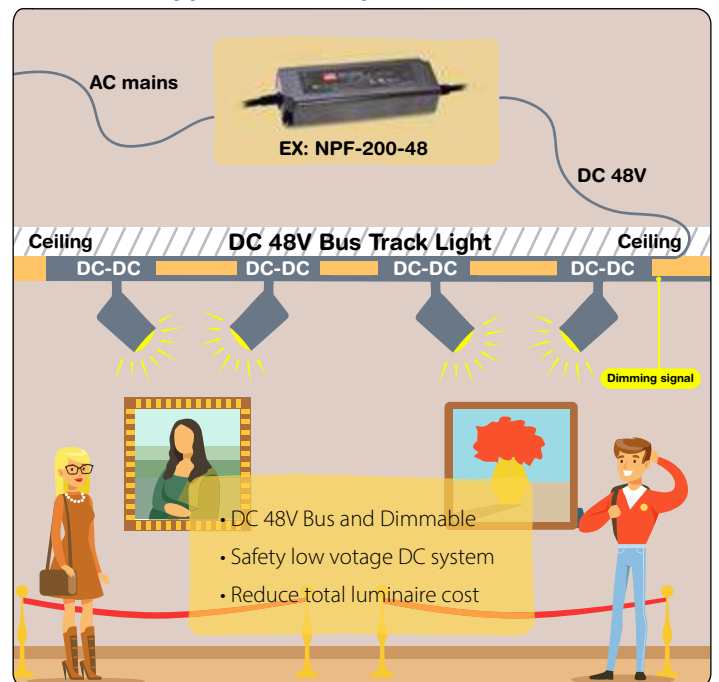 AC mains
EX: NPF-200-48
DC 48V
Ceiling DC 48V Bus Track Light Ceiling
DC-DC DC-DC DC-DC DC-DC
Dimming signal
• DC 48V Bus and Dimmable
• Safety low votage DC system
• Reduce total luminaire cost